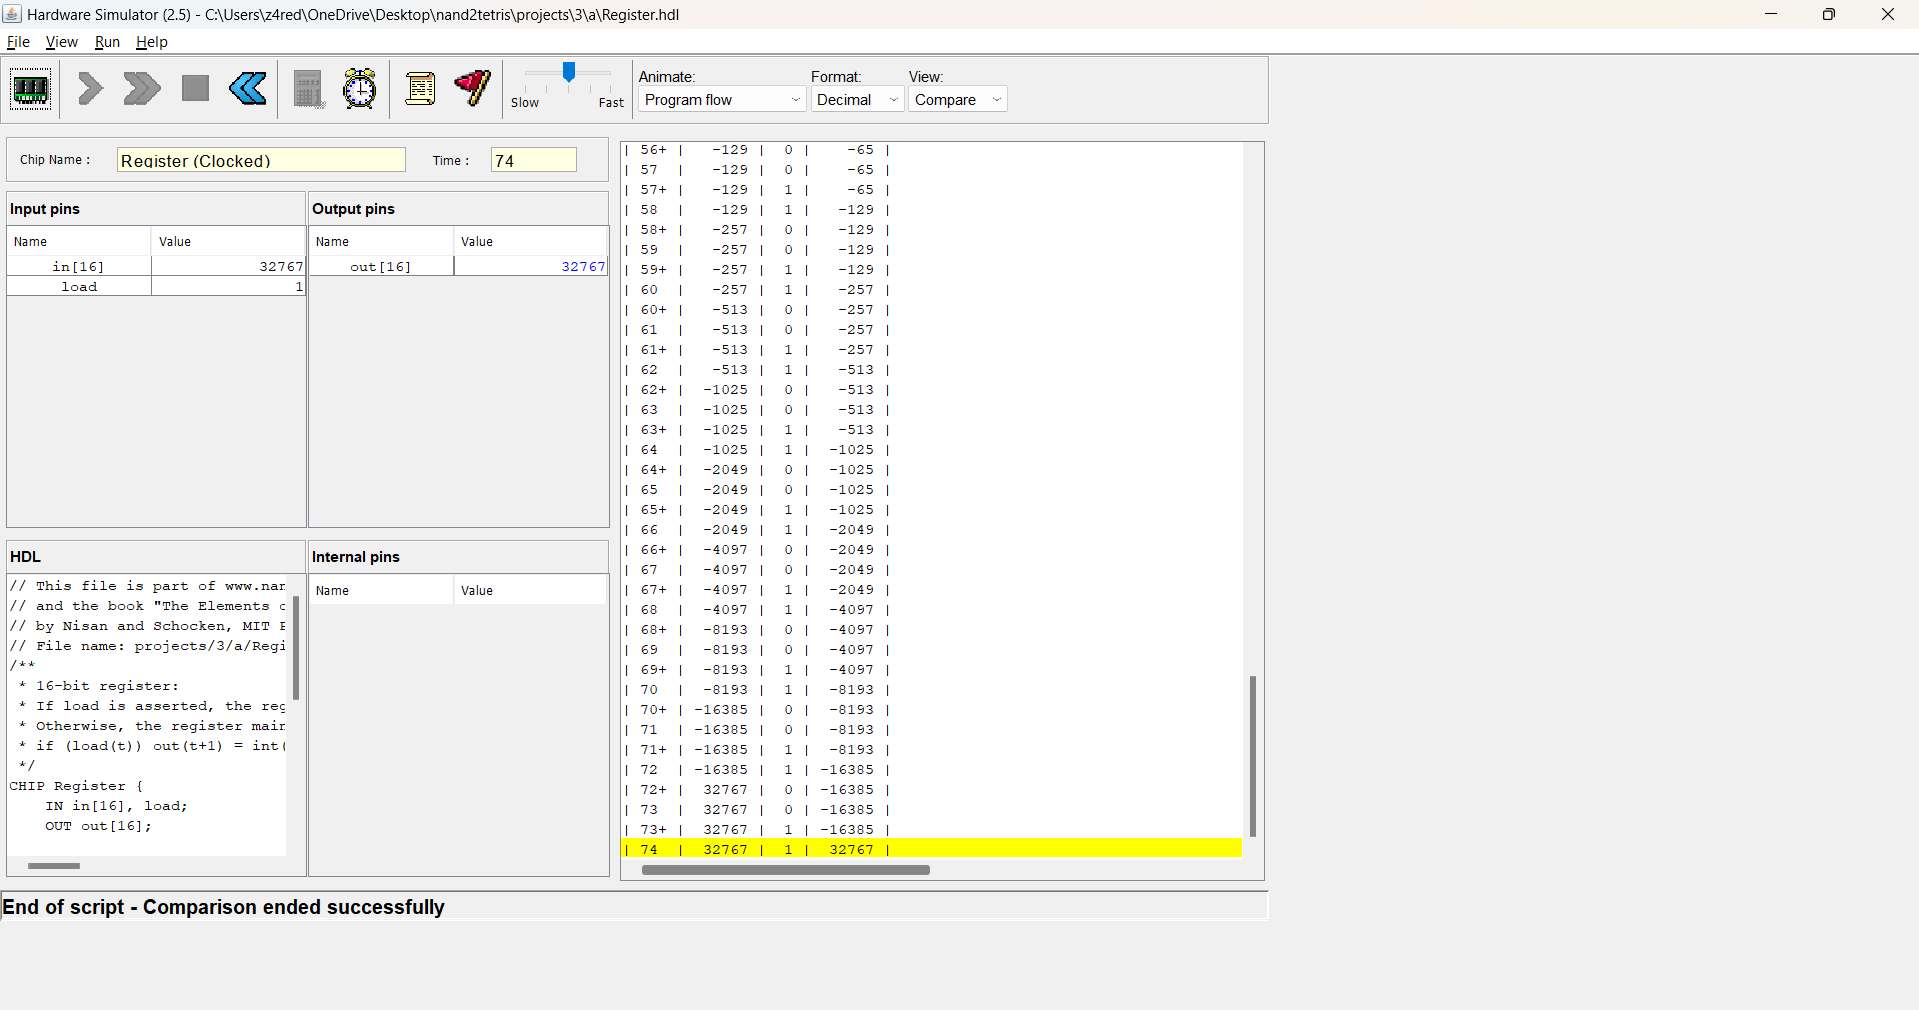 Hardware Simulator (2.5) - C:\Users\z4red\OneDrive\Desktop\nand2tetris\projects\3\a\Register.hdl
File View Run Help
Slow Fast
Animate: Format: View:
Program flow Decimal Compare
Chip Name : Register (Clocked) Time : 74
Input pins Output pins
Name Value Name Value
in[16] 32767 out[16] 32767
load 1
HDL Internal pins
Name Value
// This file is part of www.nan
// and the book "The Elements o
// by Nisan and Schocken, MIT P
// File name: projects/3/a/Regi
/**
* 16-bit register:
* If load is asserted, the reg
* Otherwise, the register main
* if (load(t)) out(t+1) = int(
*/
CHIP Register {
IN in[16], load;
OUT out[16];
| 56+ | -129 | 0 | -65 |
| 57 | -129 | 0 | -65 |
| 57+ | -129 | 1 | -65 |
| 58 | -129 | 1 | -129 |
| 58+ | -257 | 0 | -129 |
| 59 | -257 | 0 | -129 |
| 59+ | -257 | 1 | -129 |
| 60 | -257 | 1 | -257 |
| 60+ | -513 | 0 | -257 |
| 61 | -513 | 0 | -257 |
| 61+ | -513 | 1 | -257 |
| 62 | -513 | 1 | -513 |
| 62+ | -1025 | 0 | -513 |
| 63 | -1025 | 0 | -513 |
| 63+ | -1025 | 1 | -513 |
| 64 | -1025 | 1 | -1025 |
| 64+ | -2049 | 0 | -1025 |
| 65 | -2049 | 0 | -1025 |
| 65+ | -2049 | 1 | -1025 |
| 66 | -2049 | 1 | -2049 |
| 66+ | -4097 | 0 | -2049 |
| 67 | -4097 | 0 | -2049 |
| 67+ | -4097 | 1 | -2049 |
| 68 | -4097 | 1 | -4097 |
| 68+ | -8193 | 0 | -4097 |
| 69 | -8193 | 0 | -4097 |
| 69+ | -8193 | 1 | -4097 |
| 70 | -8193 | 1 | -8193 |
| 70+ | -16385 | 0 | -8193 |
| 71 | -16385 | 0 | -8193 |
| 71+ | -16385 | 1 | -8193 |
| 72 | -16385 | 1 | -16385 |
| 72+ | 32767 | 0 | -16385 |
| 73 | 32767 | 0 | -16385 |
| 73+ | 32767 | 1 | -16385 |
| 74 | 32767 | 1 | 32767 |
End of script - Comparison ended successfully